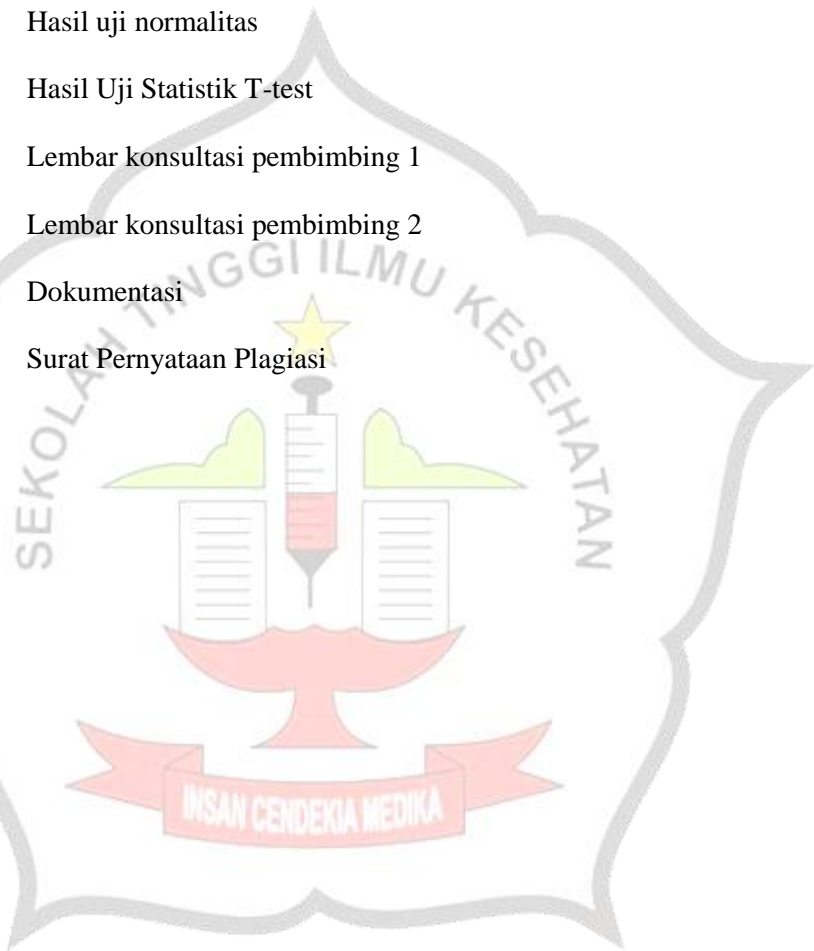 Hasil uji normalitas
Hasil Uji Statistik T-test
Lembar konsultasi pembimbing 1
Lembar konsultasi pembimbing 2
Dokumentasi
Surat Pernyataan Plagiasi
SEKOLAH TINGGI ILMU KESEHATAN
INSAN CENDEKIA MEDIKA